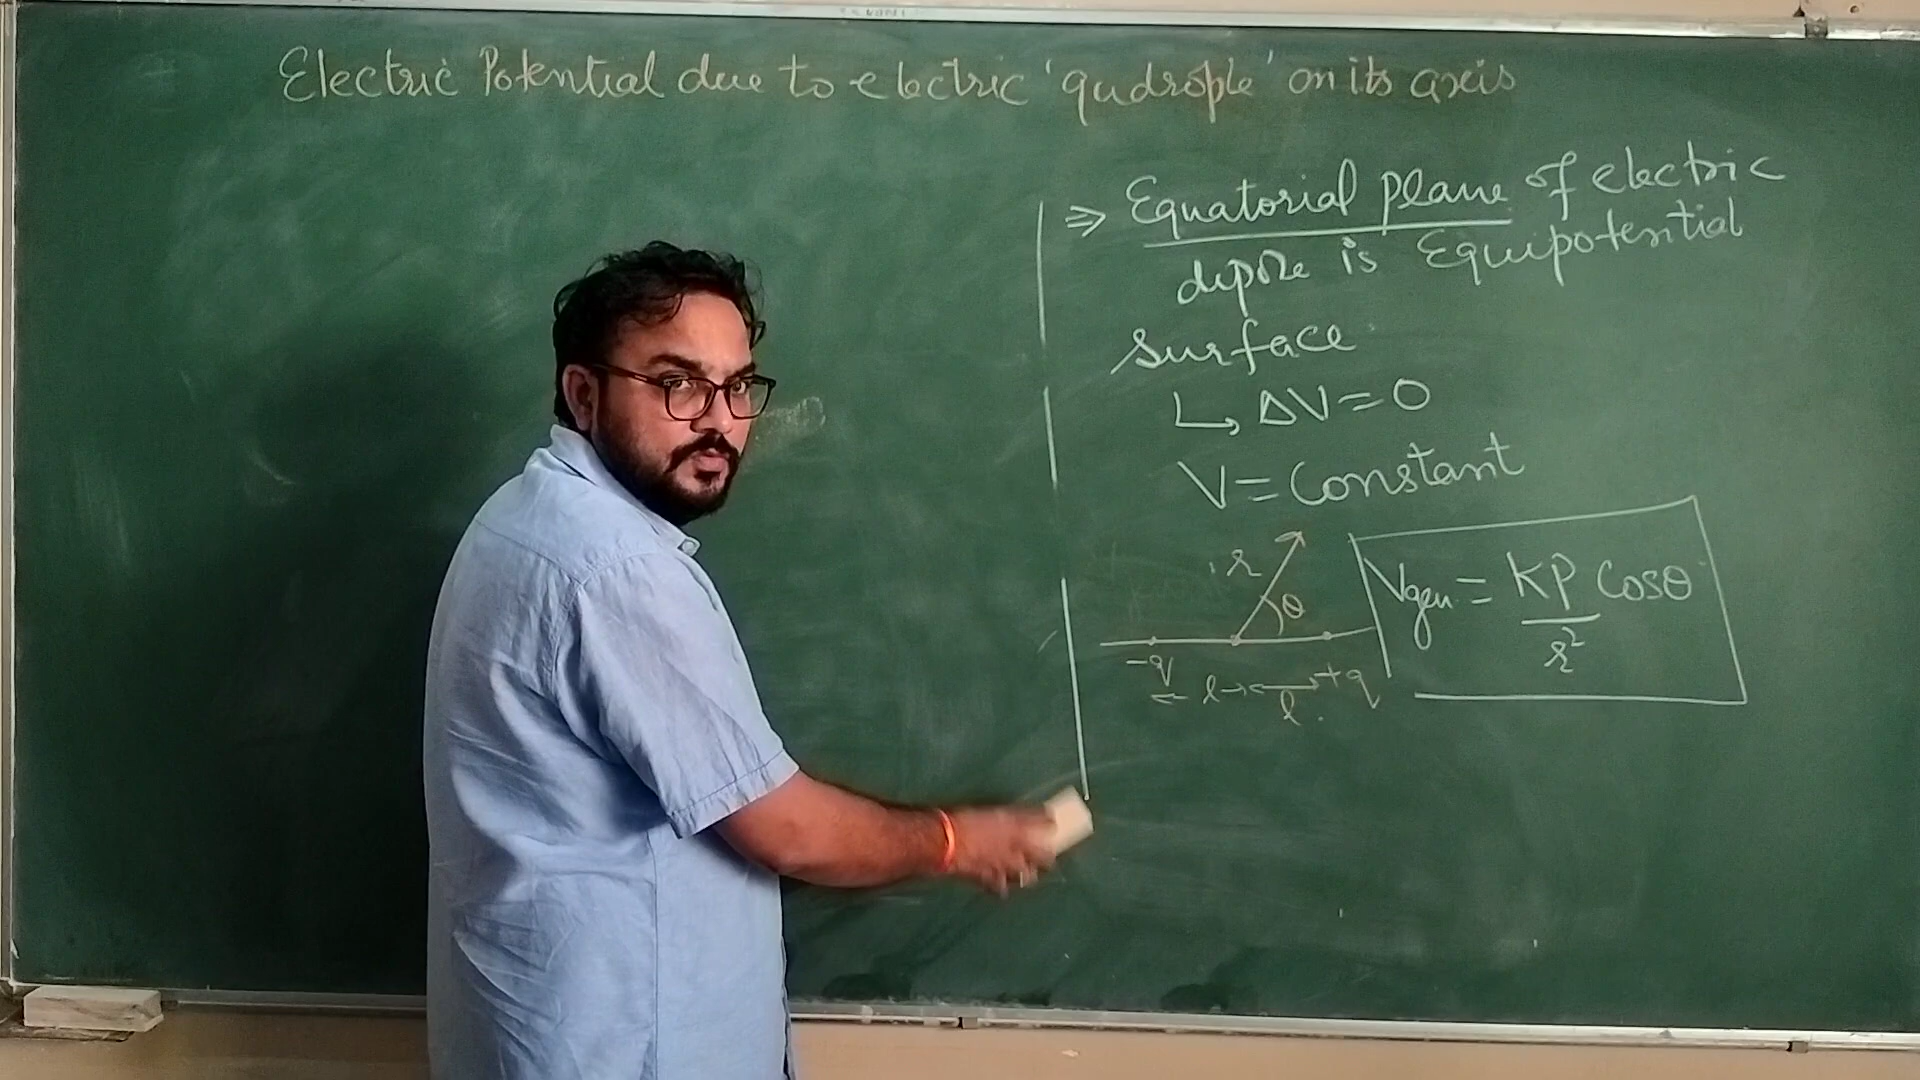 Electric Potential due to electric 'qudrople' on its axis
⇒ Equatorial plane of electric
dipole is Equipotential
surface
↳ ΔV = 0
V = Constant
r
θ
-q
+q
← l →← l →
Vgen = KP Cosθ / r²